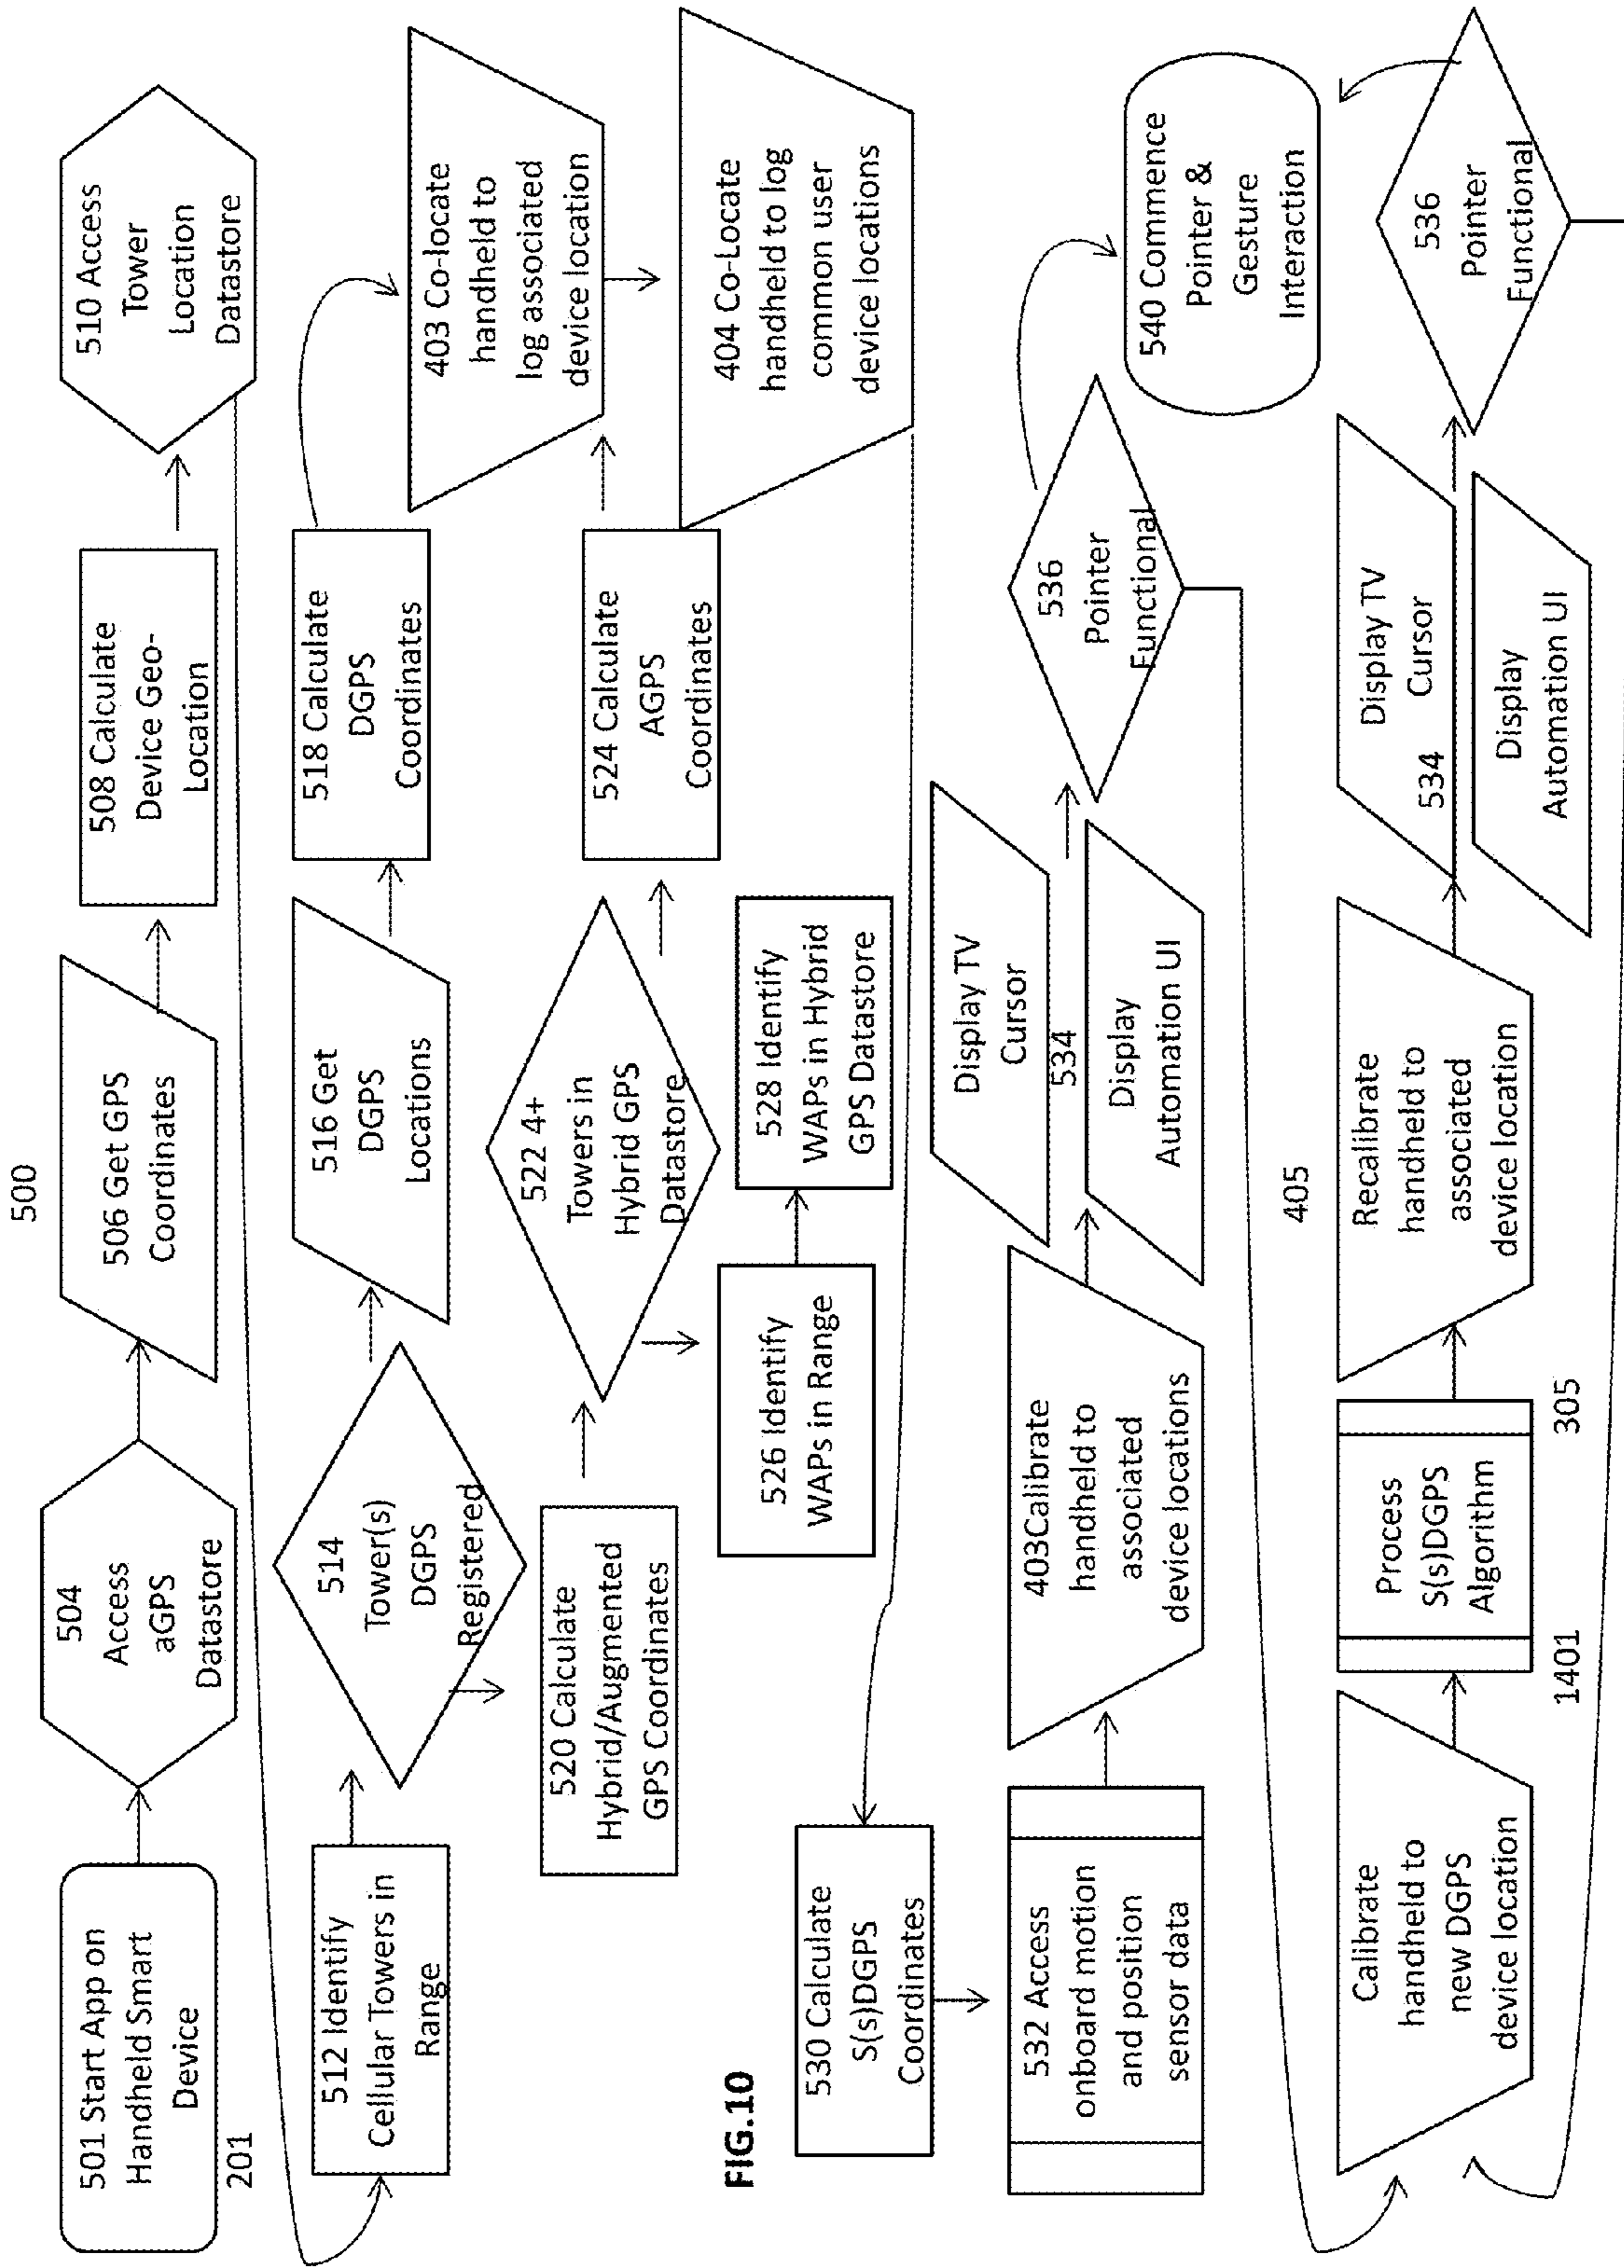 500
501 Start App on
Handheld Smart
Device
201
504
Access
aGPS
Datastore
506 Get GPS
Coordinates
508 Calculate
Device Geo-
Location
510 Access
Tower
Location
Datastore
512 Identify
Cellular Towers in
Range
514
Tower(s)
DGPS
Registered
516 Get
DGPS
Locations
518 Calculate
DGPS
Coordinates
403 Co-locate
handheld to
log associated
device location
520 Calculate
Hybrid/Augmented
GPS Coordinates
522 4+
Towers in
Hybrid GPS
Datastore
524 Calculate
AGPS
Coordinates
404 Co-Locate
handheld to log
common user
device locations
526 Identify
WAPs in Range
528 Identify
WAPs in Hybrid
GPS Datastore
FIG.10
530 Calculate
S(s)DGPS
Coordinates
532 Access
onboard motion
and position
sensor data
403Calibrate
handheld to
associated
device locations
Display TV
Cursor
534
Display
Automation UI
536
Pointer
Functional
540 Commence
Pointer &
Gesture
Interaction
405
Calibrate
handheld to
new DGPS
device location
1401
Process
S(s)DGPS
Algorithm
305
Recalibrate
handheld to
associated
device location
Display TV
Cursor
534
Display
Automation UI
536
Pointer
Functional